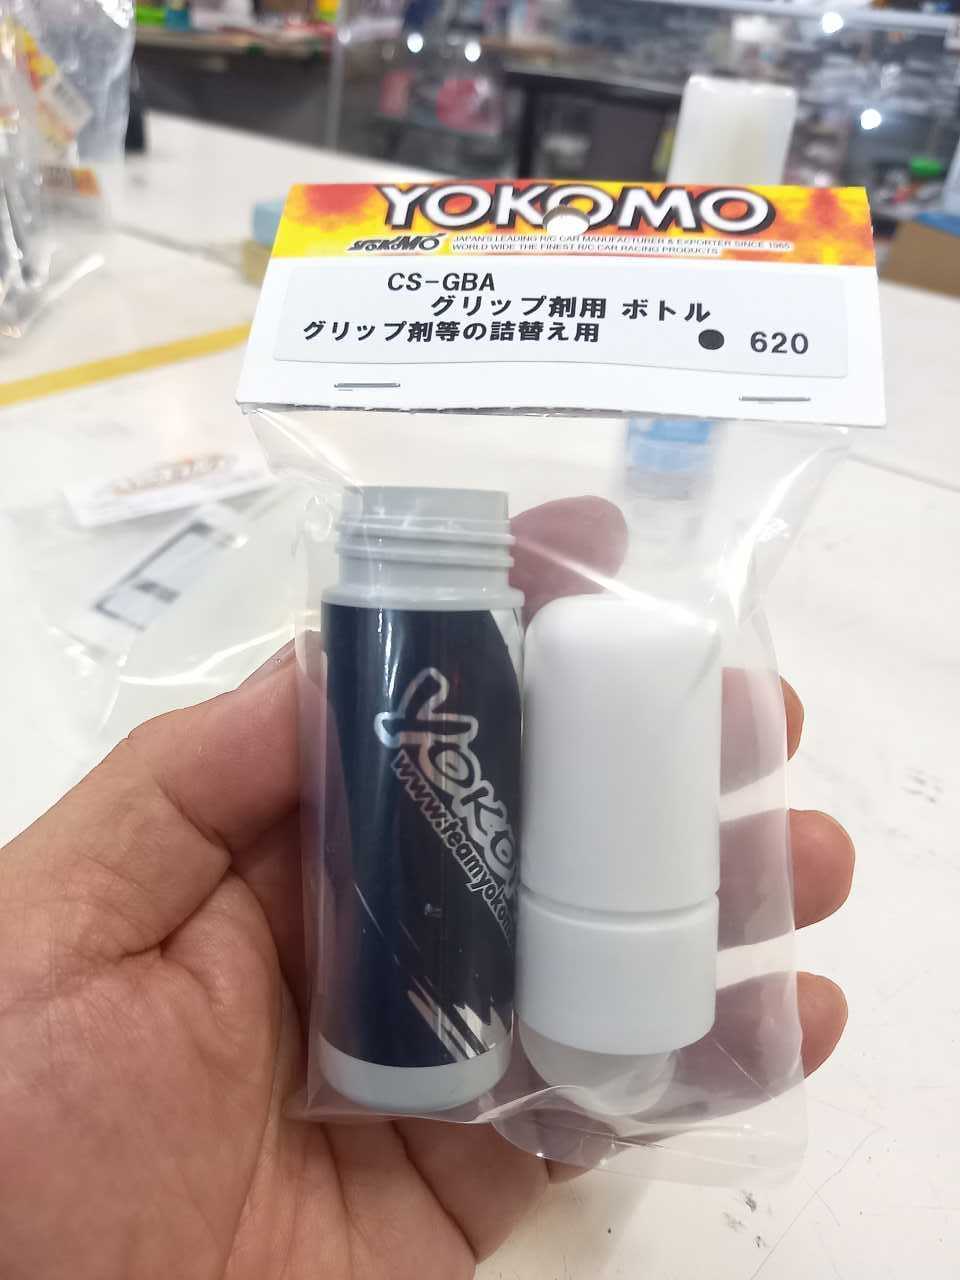 YOKOMO
YOKOMO
JAPAN'S LEADING R/C CAR MANUFACTURER & EXPORTER SINCE 1965
WORLD WIDE THE FINEST R/C CAR RACING PRODUCTS
CS-GBA
グリップ剤用 ボトル
グリップ剤等の詰替え用
● 620
YOKO
www.teamyokom